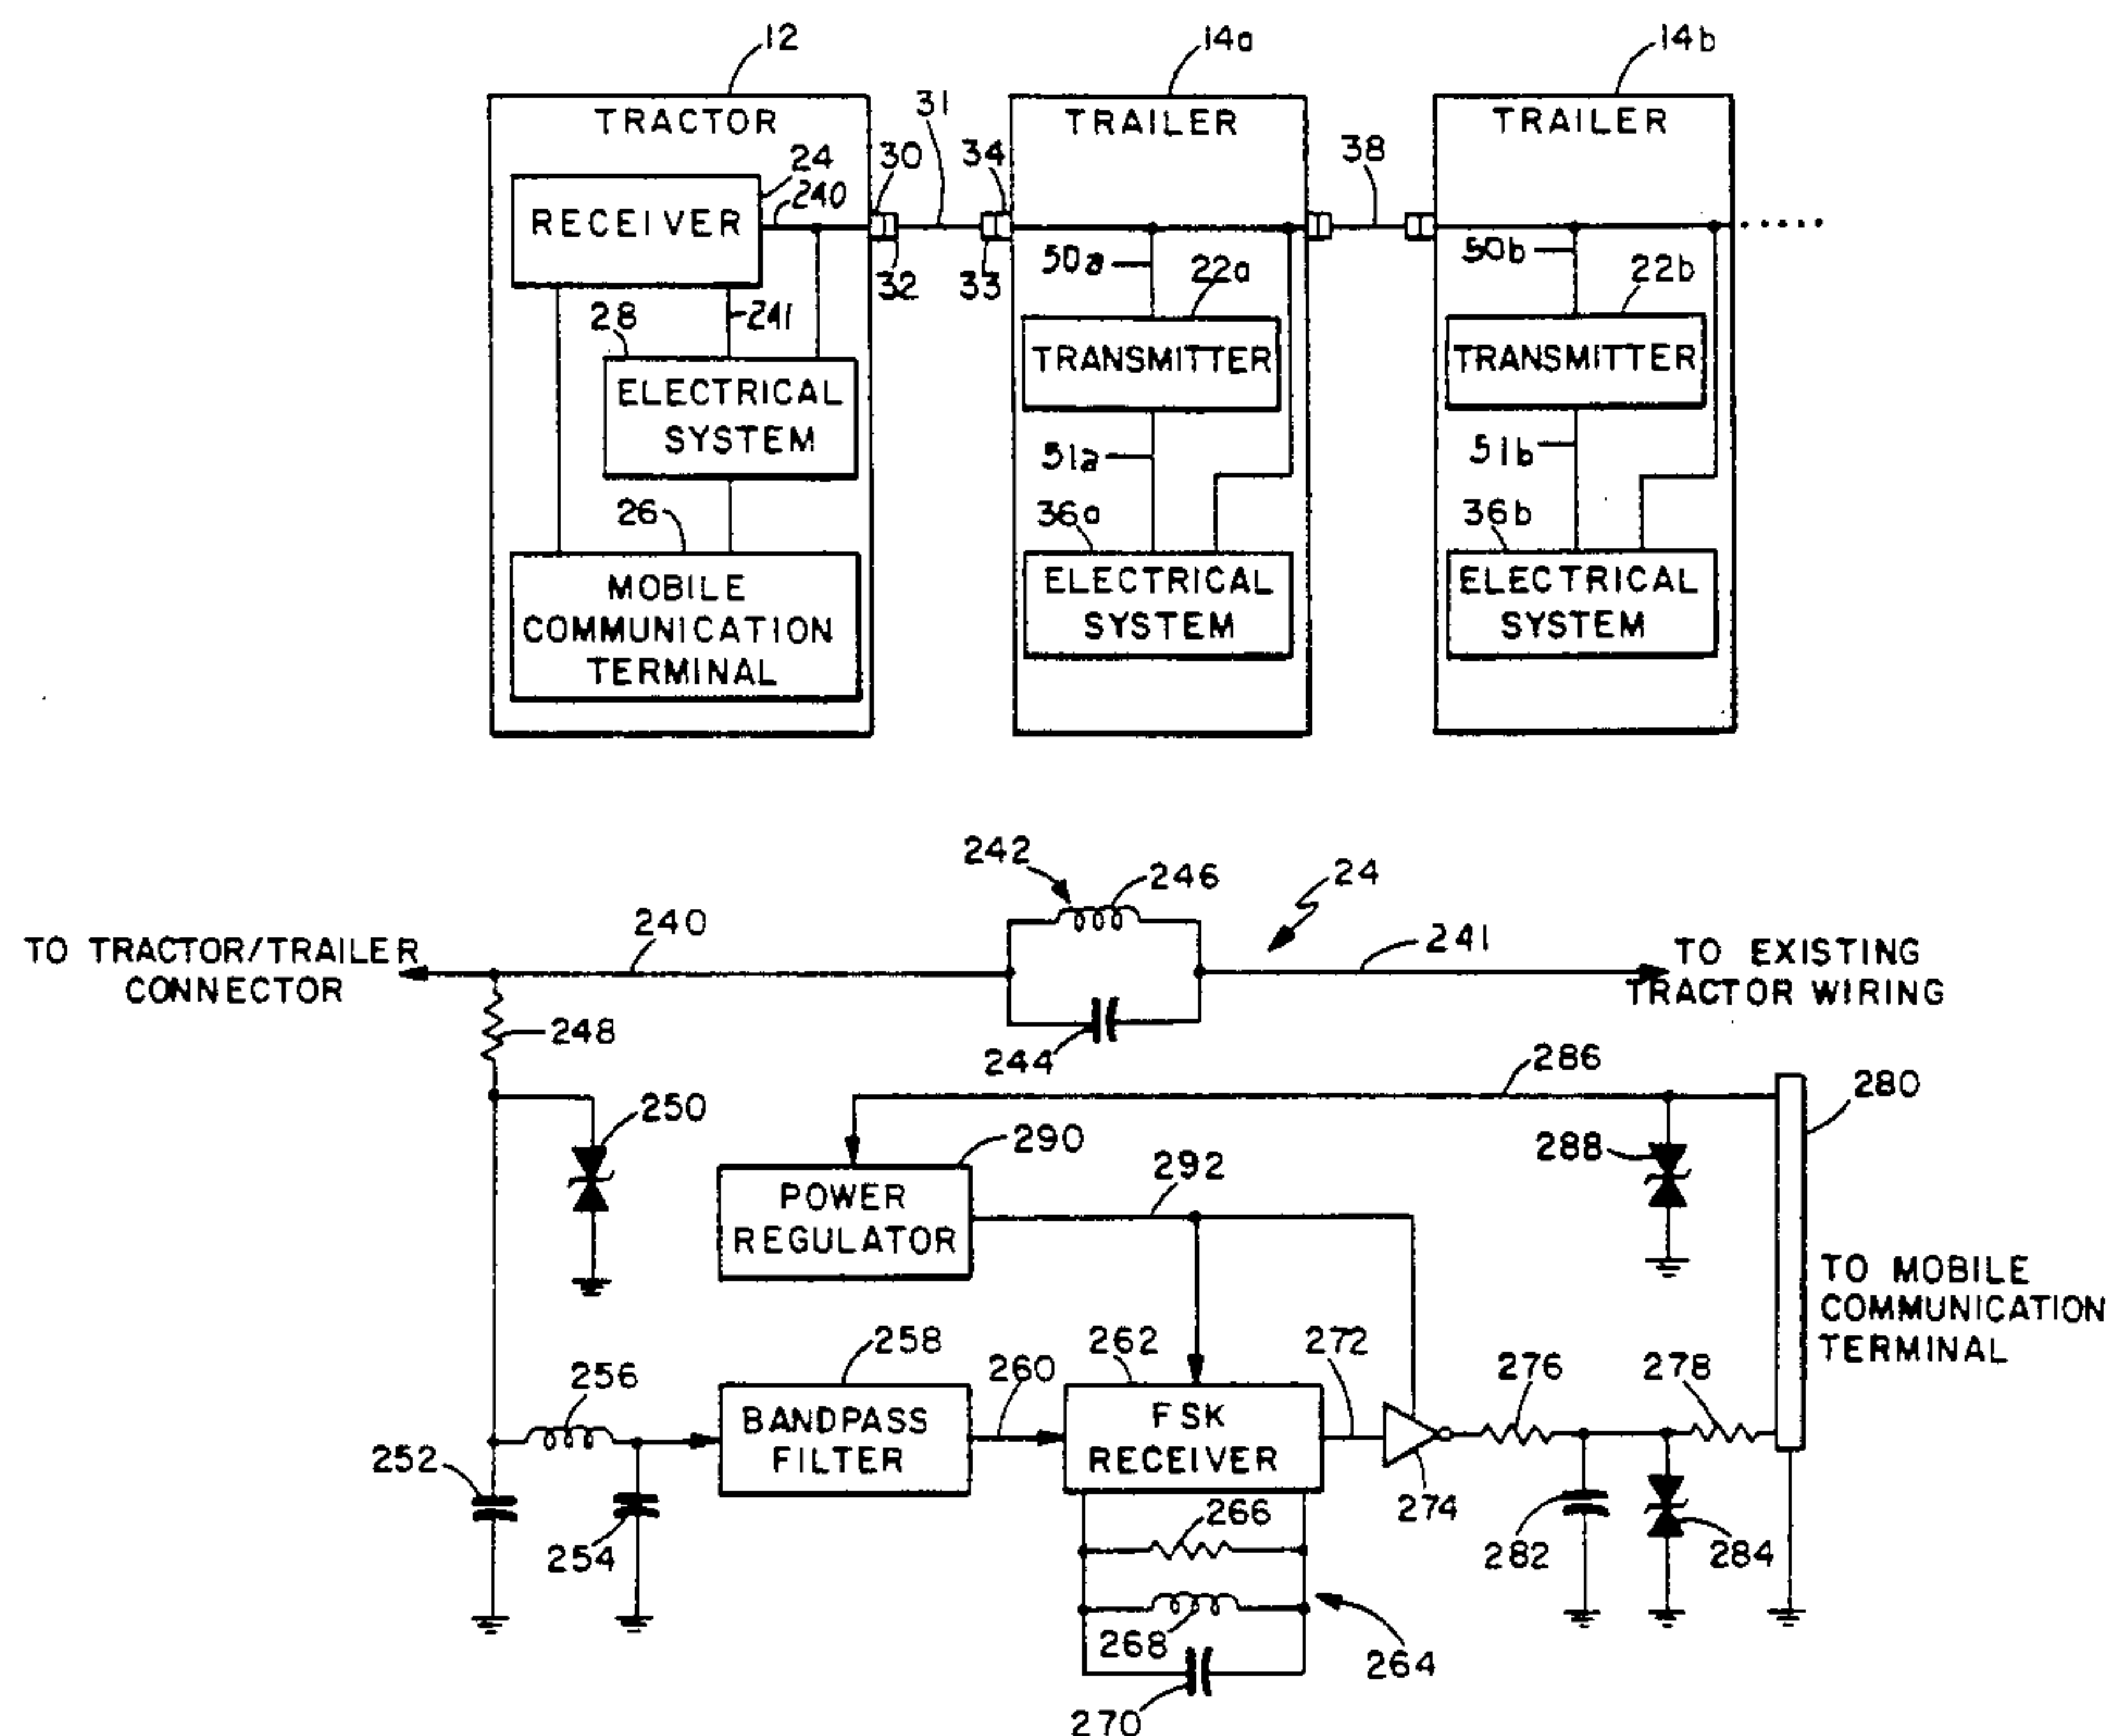 12
14a
14b
TRACTOR
TRAILER
TRAILER
24
240
30
31
34
38
RECEIVER
32
33
50a
22a
50b
22b
28
241
TRANSMITTER
TRANSMITTER
ELECTRICAL
SYSTEM
51a
51b
26
36a
36b
MOBILE
COMMUNICATION
TERMINAL
ELECTRICAL
SYSTEM
ELECTRICAL
SYSTEM
242
246
24
TO TRACTOR/TRAILER
CONNECTOR
240
241
TO EXISTING
TRACTOR WIRING
248
244
286
280
250
290
292
288
POWER
REGULATOR
TO MOBILE
COMMUNICATION
TERMINAL
256
258
260
262
272
276
278
BANDPASS
FILTER
FSK
RECEIVER
252
254
266
274
282
284
268
264
270